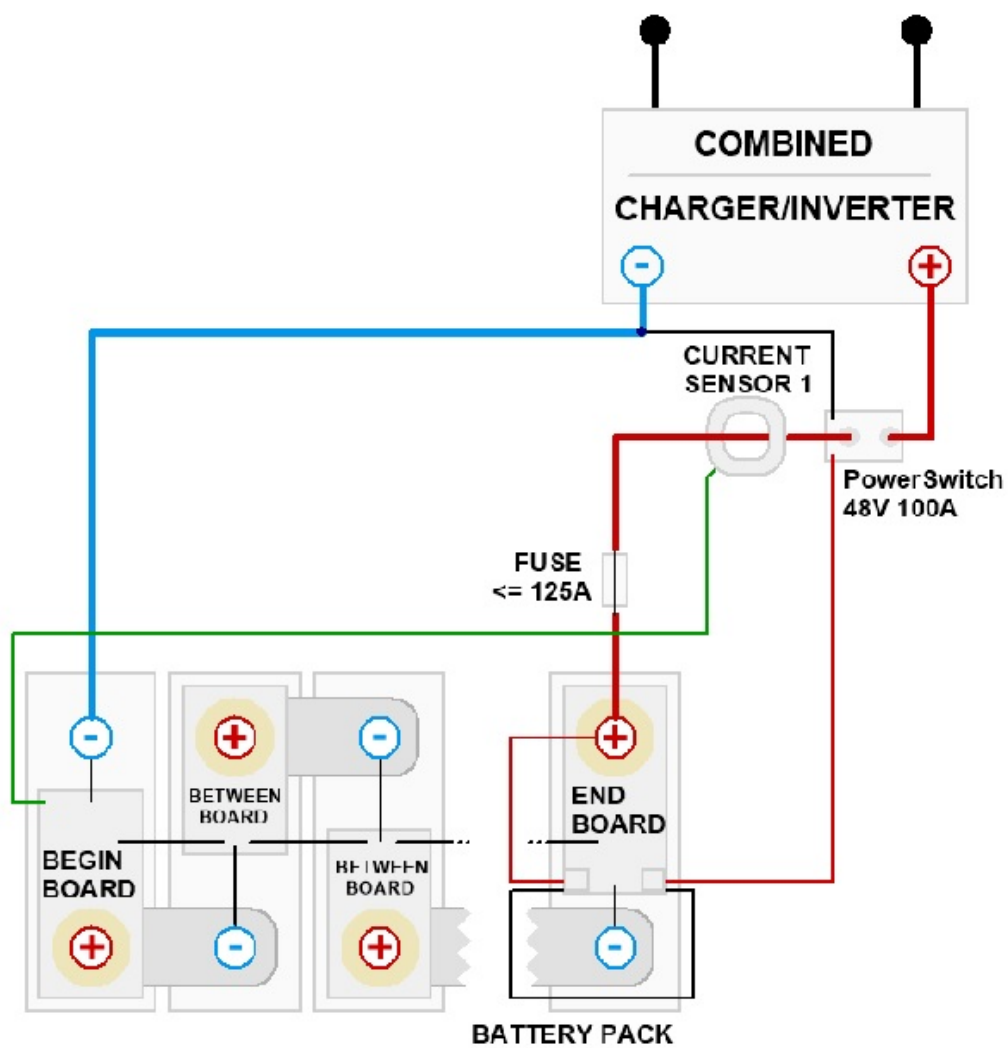 COMBINED
CHARGER/INVERTER
-
+
CURRENT
SENSOR 1
PowerSwitch
48V 100A
FUSE
<= 125A
-
+
-
+
BETWEEN
BOARD
END
BOARD
BEGIN
BOARD
BETWEEN
BOARD
+
-
+
-
BATTERY PACK